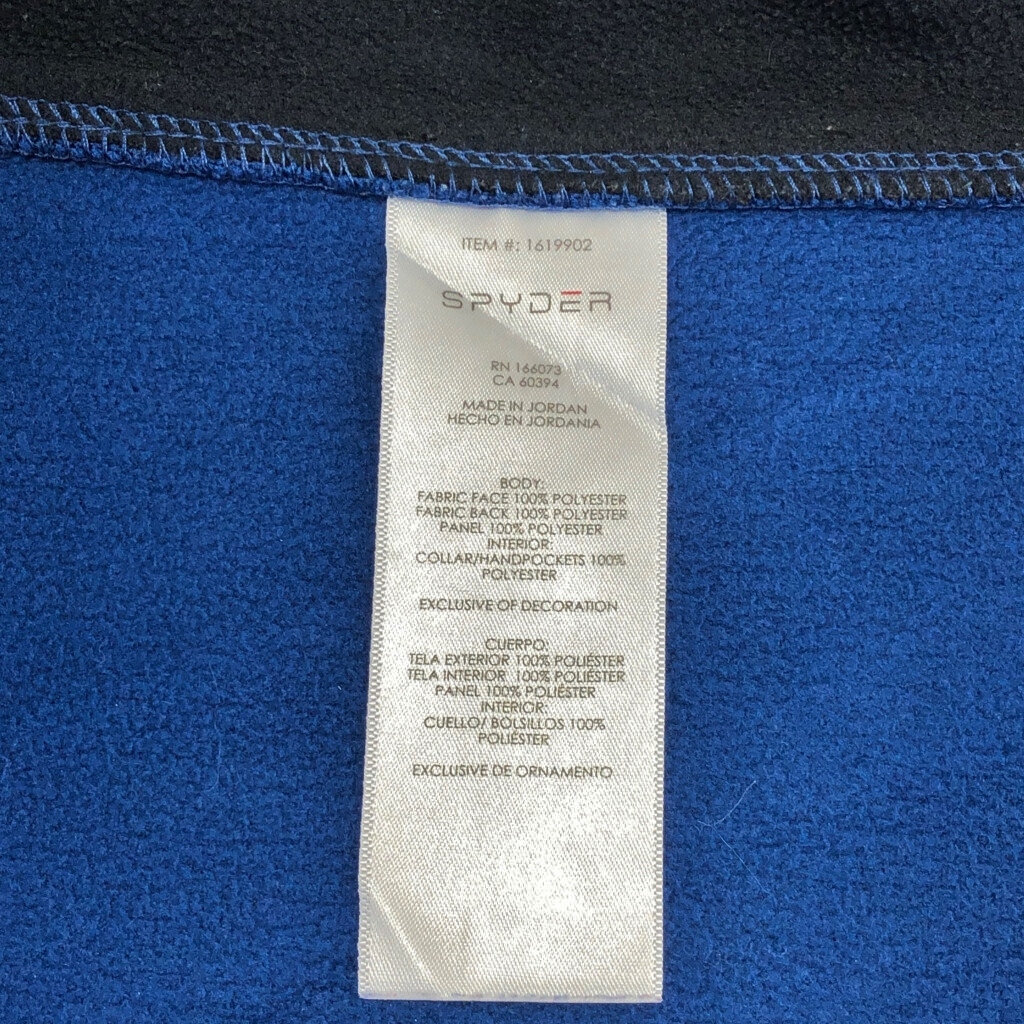 ITEM #: 1619902
SPYDER
RN 166073
CA 60394
MADE IN JORDAN
HECHO EN JORDANIA
BODY:
FABRIC FACE 100% POLYESTER
FABRIC BACK 100% POLYESTER
PANEL 100% POLYESTER
INTERIOR:
COLLAR/HANDPOCKETS 100%
POLYESTER
EXCLUSIVE OF DECORATION
CUERPO:
TELA EXTERIOR 100% POLIÉSTER
TELA INTERIOR 100% POLIÉSTER
PANEL 100% POLIÉSTER
INTERIOR:
CUELLO/ BOLSILLOS 100%
POLIÉSTER
EXCLUSIVE DE ORNAMENTO